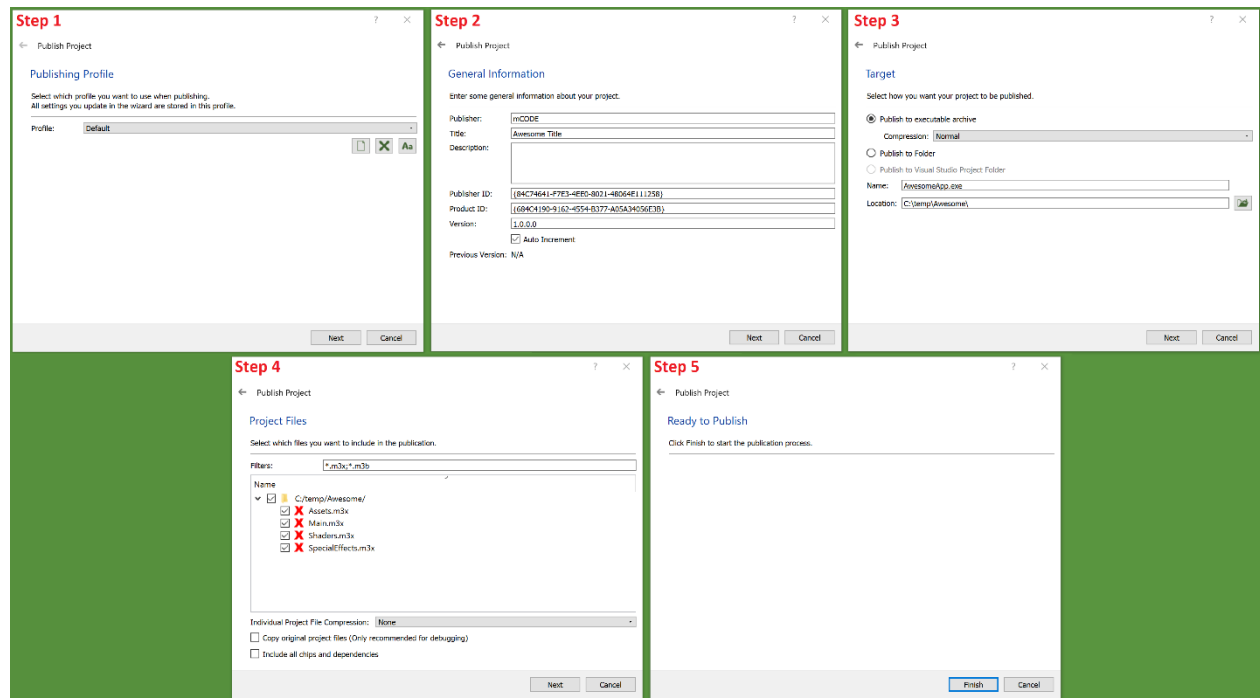 Step 1
Publish Project
Publishing Profile
Select which profile you want to use when publishing.
All settings you update in the wizard are stored in this profile.
Profile: Default
Aa
Next Cancel
Step 2
Publish Project
General Information
Enter some general information about your project.
Publisher: mCODE
Title: Awesome Title
Description:
Publisher ID: {84C74641-F7E3-4EE0-8021-4B064E111258}
Product ID: {684C4190-9162-4554-B377-A05A34056E3B}
Version: 1.0.0.0
Auto Increment
Previous Version: N/A
Next Cancel
Step 3
Publish Project
Target
Select how you want your project to be published.
Publish to executable archive
Compression: Normal
Publish to Folder
Publish to Visual Studio Project Folder
Name: AwesomeApp.exe
Location: C:\temp\Awesome\
Next Cancel
Step 4
Publish Project
Project Files
Select which files you want to include in the publication.
Filters: *.m3x;*.m3b
Name
C:/temp/Awesome/
Assets.m3x
Main.m3x
Shaders.m3x
SpecialEffects.m3x
Individual Project File Compression: None
Copy original project files (Only recommended for debugging)
Include all chips and dependencies
Next Cancel
Step 5
Publish Project
Ready to Publish
Click Finish to start the publication process.
Finish Cancel